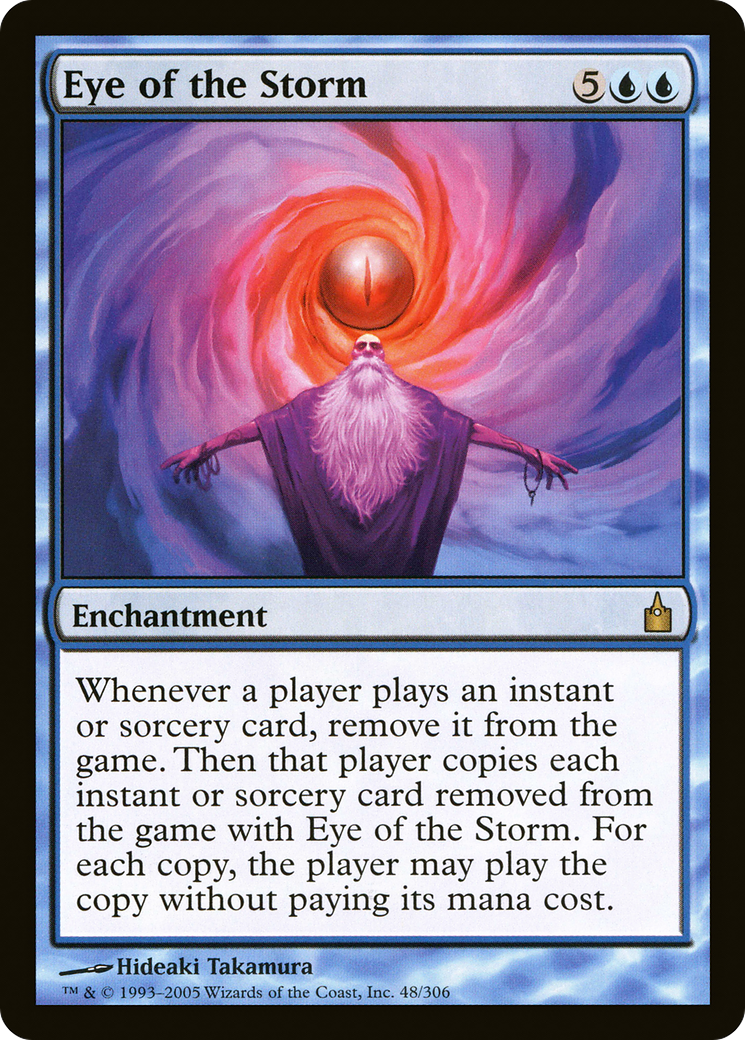 Eye of the Storm 5
Enchantment
Whenever a player plays an instant
or sorcery card, remove it from the
game. Then that player copies each
instant or sorcery card removed from
the game with Eye of the Storm. For
each copy, the player may play the
copy without paying its mana cost.
Hideaki Takamura
™ & © 1993–2005 Wizards of the Coast, Inc. 48/306